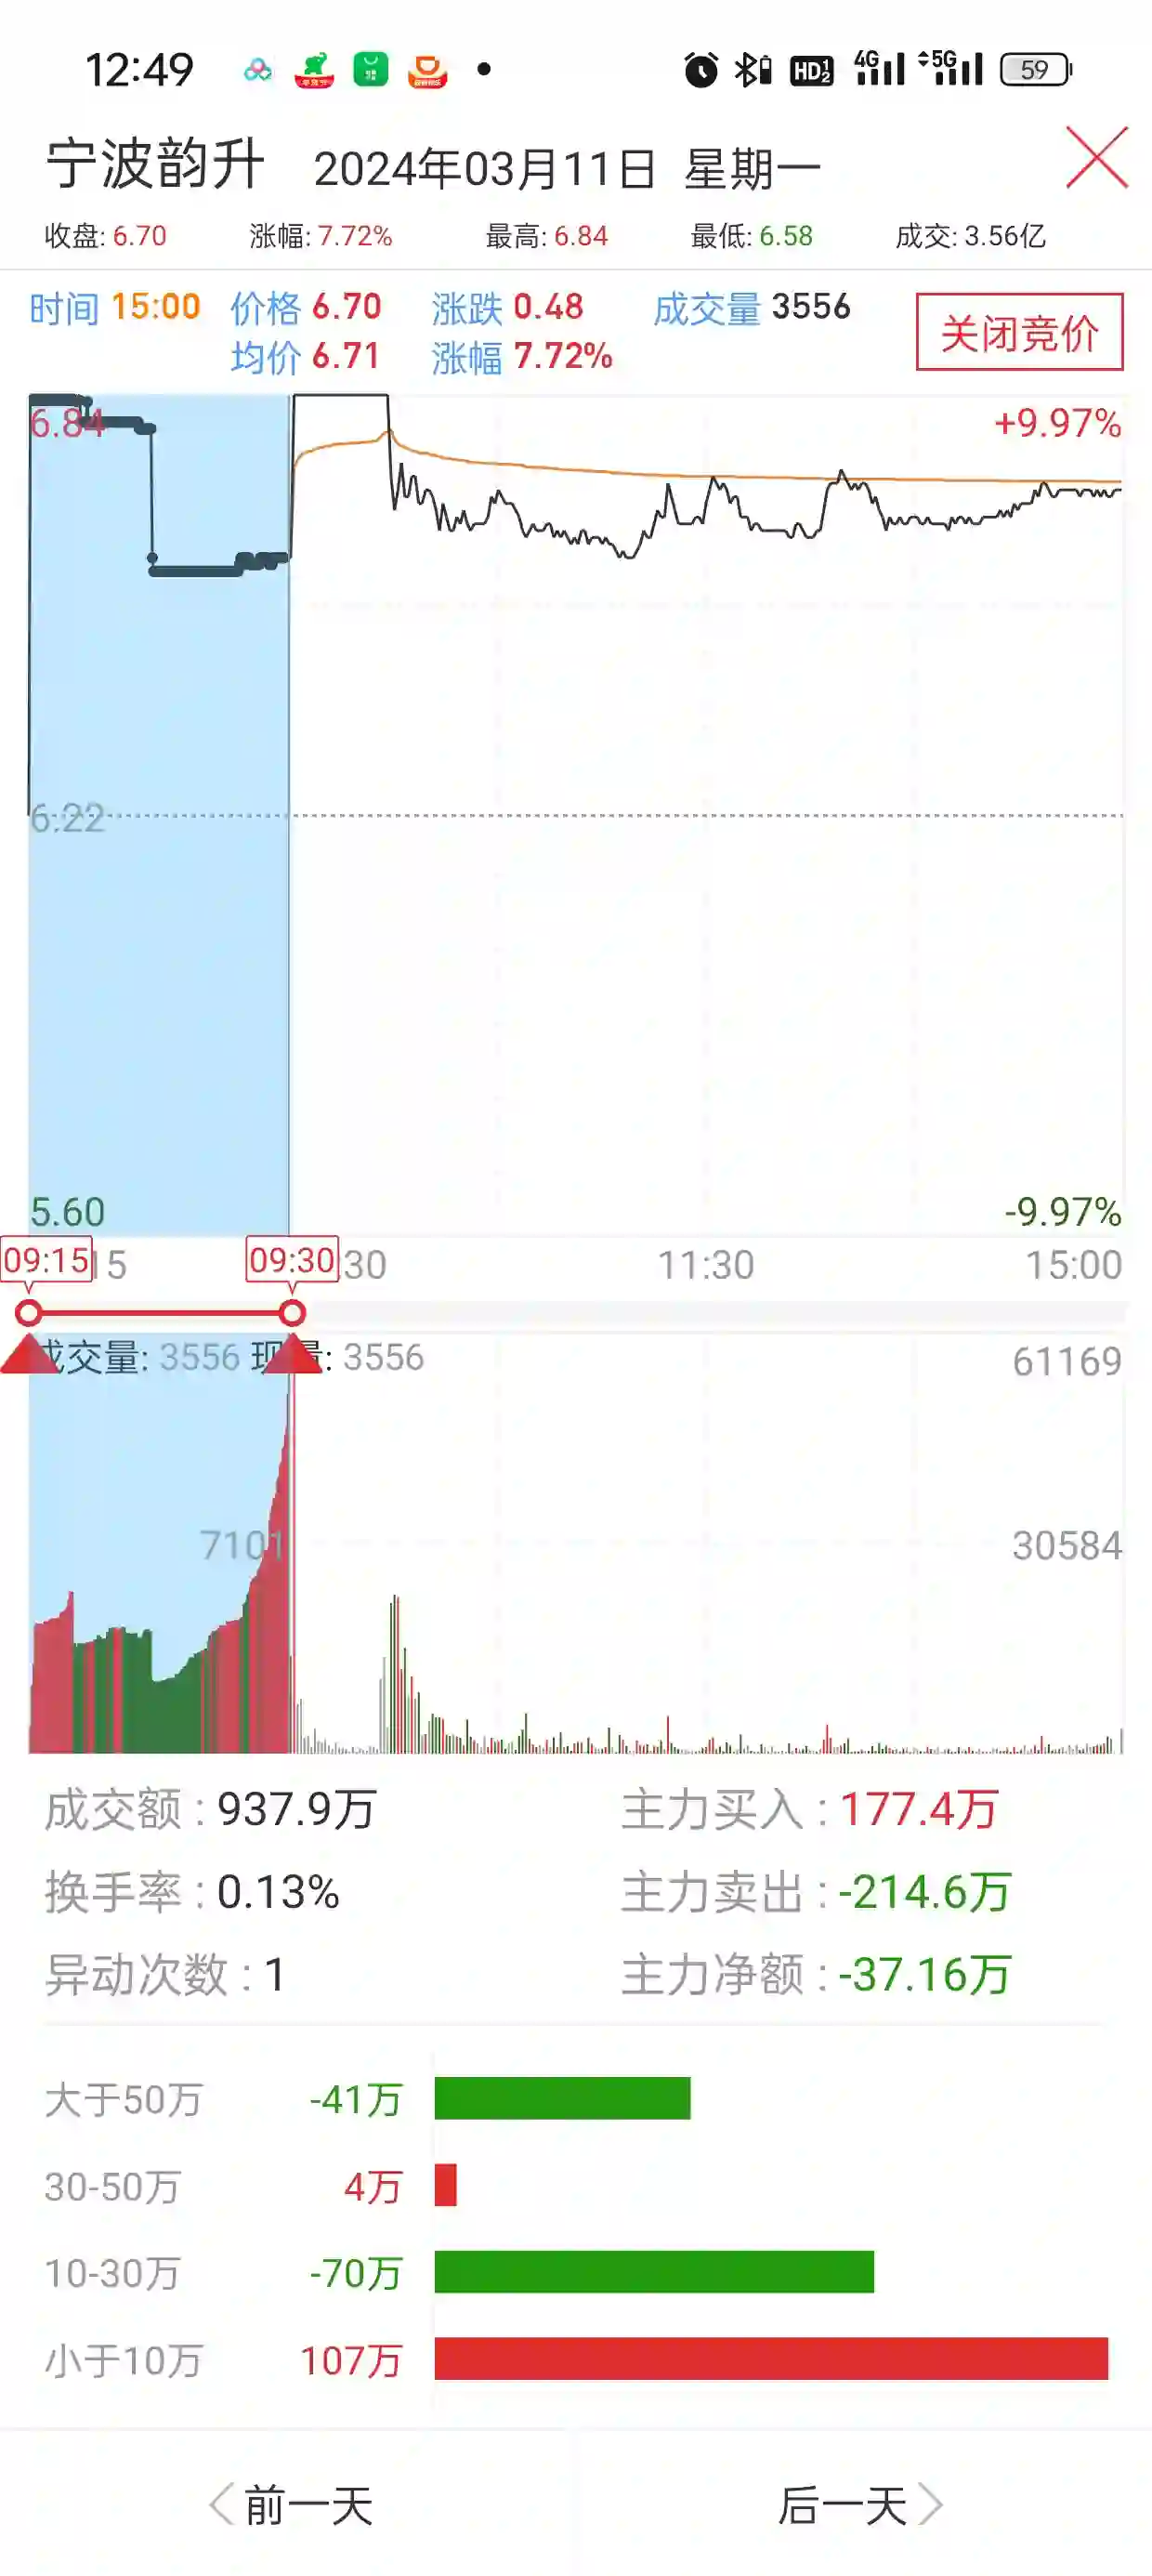 12:49 HD 1 2 4G 5G 59
宁波韵升 2024年03月11日 星期一
收盘: 6.70 涨幅: 7.72% 最高: 6.84 最低: 6.58 成交: 3.56亿
时间 15:00 价格 6.70 涨跌 0.48 成交量 3556
均价 6.71 涨幅 7.72%
关闭竞价
6.84 +9.97%
6.22
5.60 -9.97%
09:15 15 09:30 :30 11:30 15:00
成交量: 3556 现量: 3556 61169
7101 30584
成交额 : 937.9万 主力买入 : 177.4万
换手率 : 0.13% 主力卖出 : -214.6万
异动次数 : 1 主力净额 : -37.16万
大于50万 -41万
30-50万 4万
10-30万 -70万
小于10万 107万
前一天 后一天